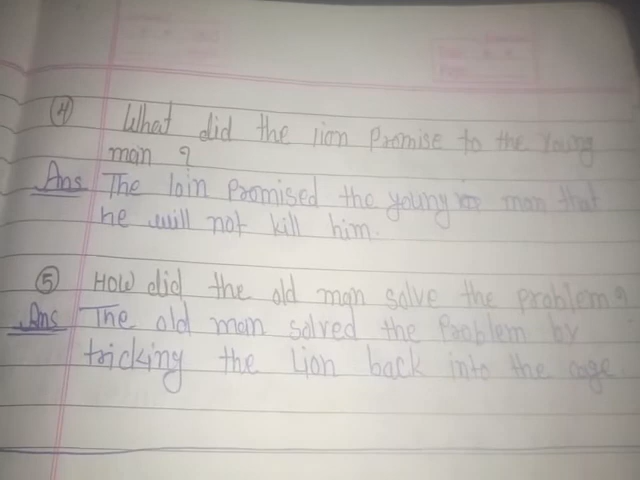 ④ What did the lion Promise to the Young
man ?
Ans The loin Promised the young man that
he will not kill him.
⑤ How did the old man solve the problem?
Ans The old man solved the Problem by
tricking the Lion back into the cage.